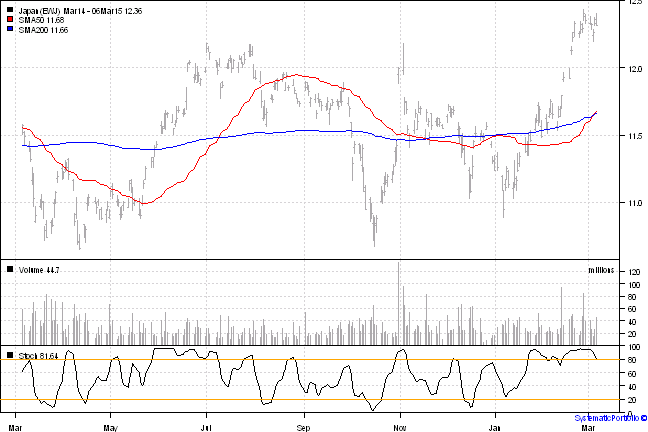 Japan (EWJ) Mar14 - 06Mar15 12.36
SMA50 11.68
SMA200 11.66
12.5
12.0
11.5
11.0
Volume 44.7
millions
120
100
80
60
40
20
Stoch 81.64
100
80
60
40
20
0
Mar May Jul Sep Nov Jan Mar
SystematicPortfolio ©